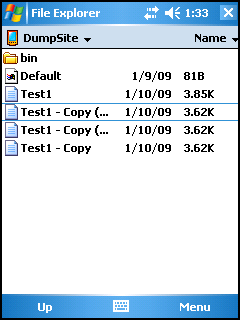 File Explorer 1:33
DumpSite Name
bin
Default 1/9/09 81B
Test1 1/10/09 3.85K
Test1 - Copy (... 1/10/09 3.62K
Test1 - Copy (... 1/10/09 3.62K
Test1 - Copy 1/10/09 3.62K
Up Menu